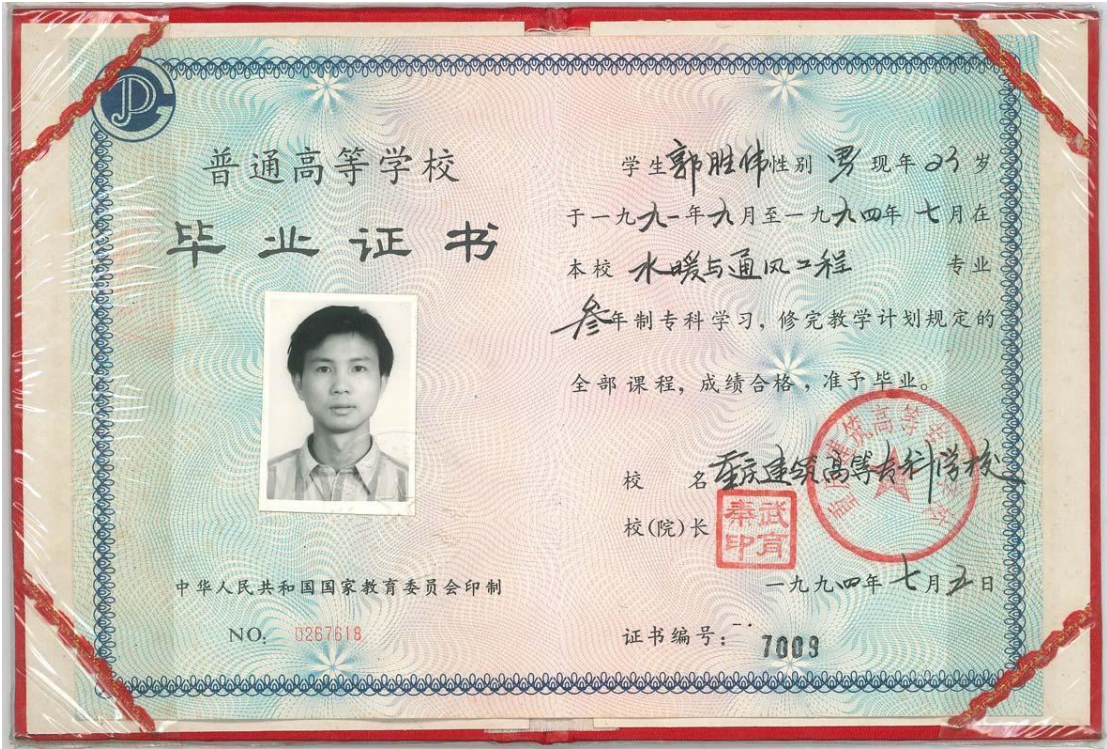 普通高等学校
毕业证书
中华人民共和国国家教育委员会印制
NO: 0267618
学生郭胜伟性别 男 现年 23 岁
于一九九一年九月至一九九四年 七月在
本校 水暖与通风工程 专业
叁年制专科学习，修完教学计划规定的
全部课程，成绩合格，准予毕业。
校 名 重庆建筑高等专科学校
校(院)长
一九九四年 七月五日
证书编号： 7009